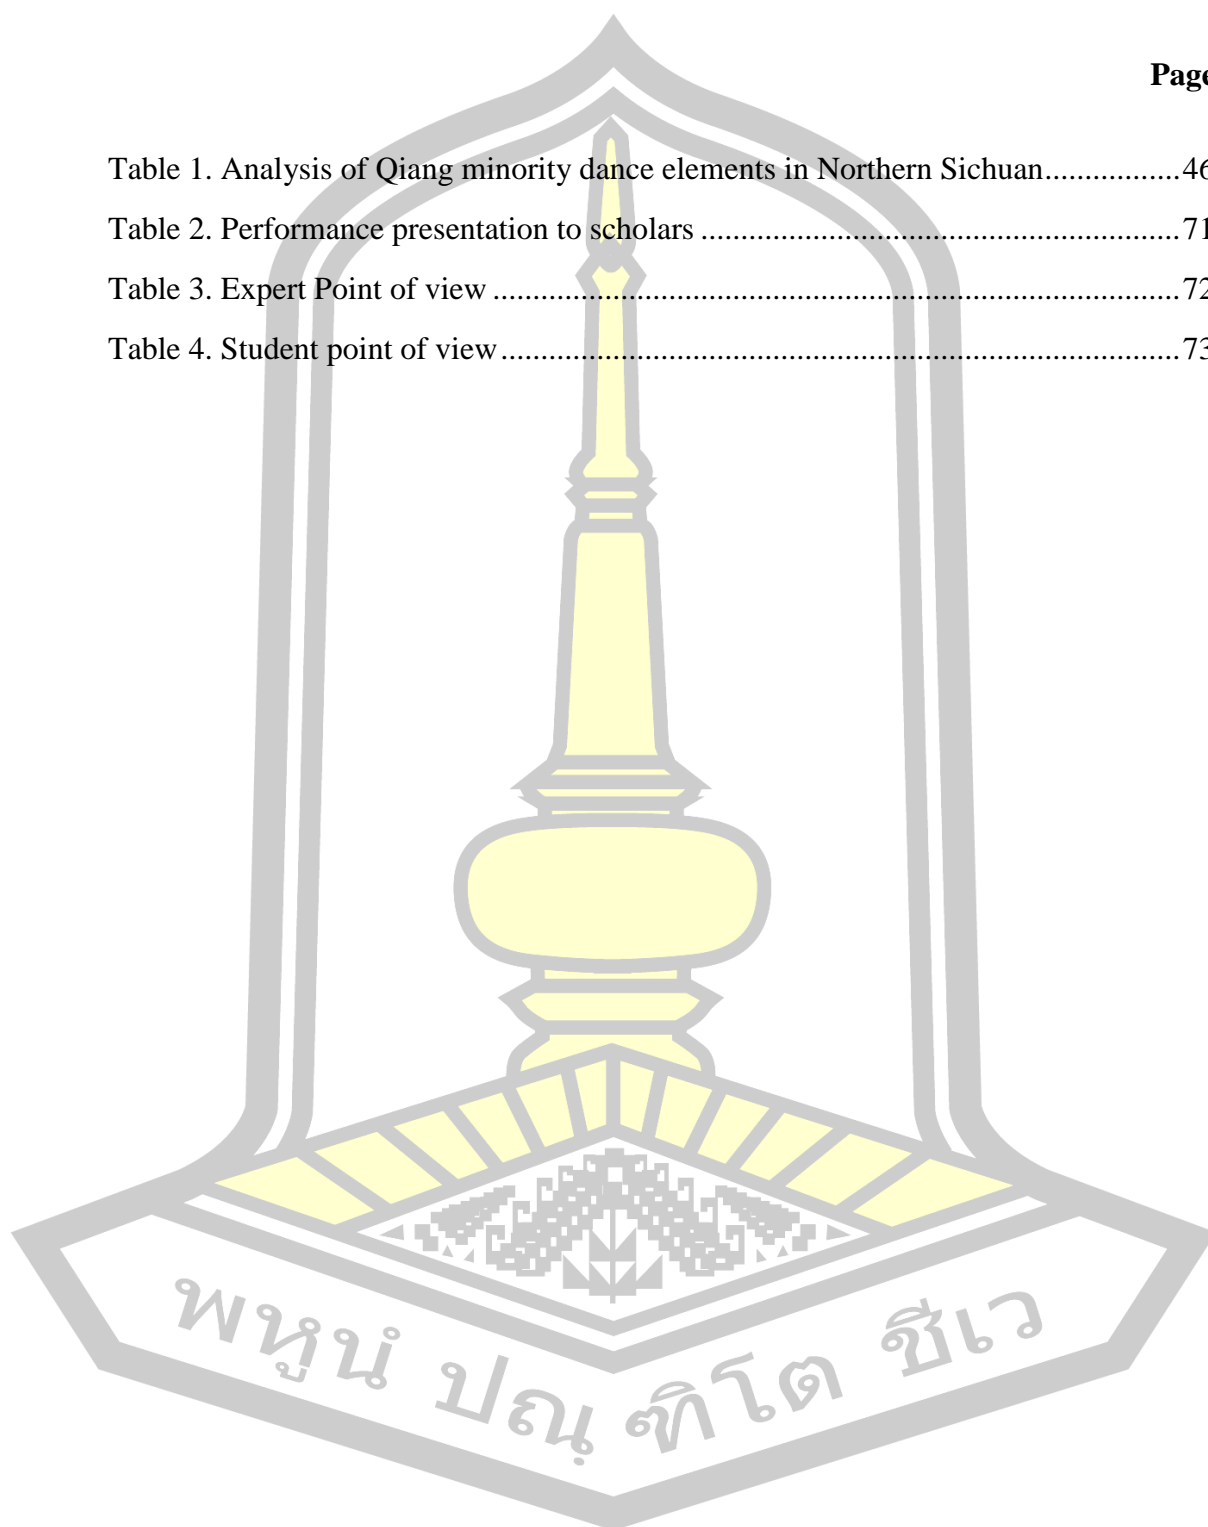 Page
Table 1. Analysis of Qiang minority dance elements in Northern Sichuan................46
Table 2. Performance presentation to scholars ............................................................71
Table 3. Expert Point of view ......................................................................................72
Table 4. Student point of view.....................................................................................73
พหูนํ ปณฺฑิโต ชีเว